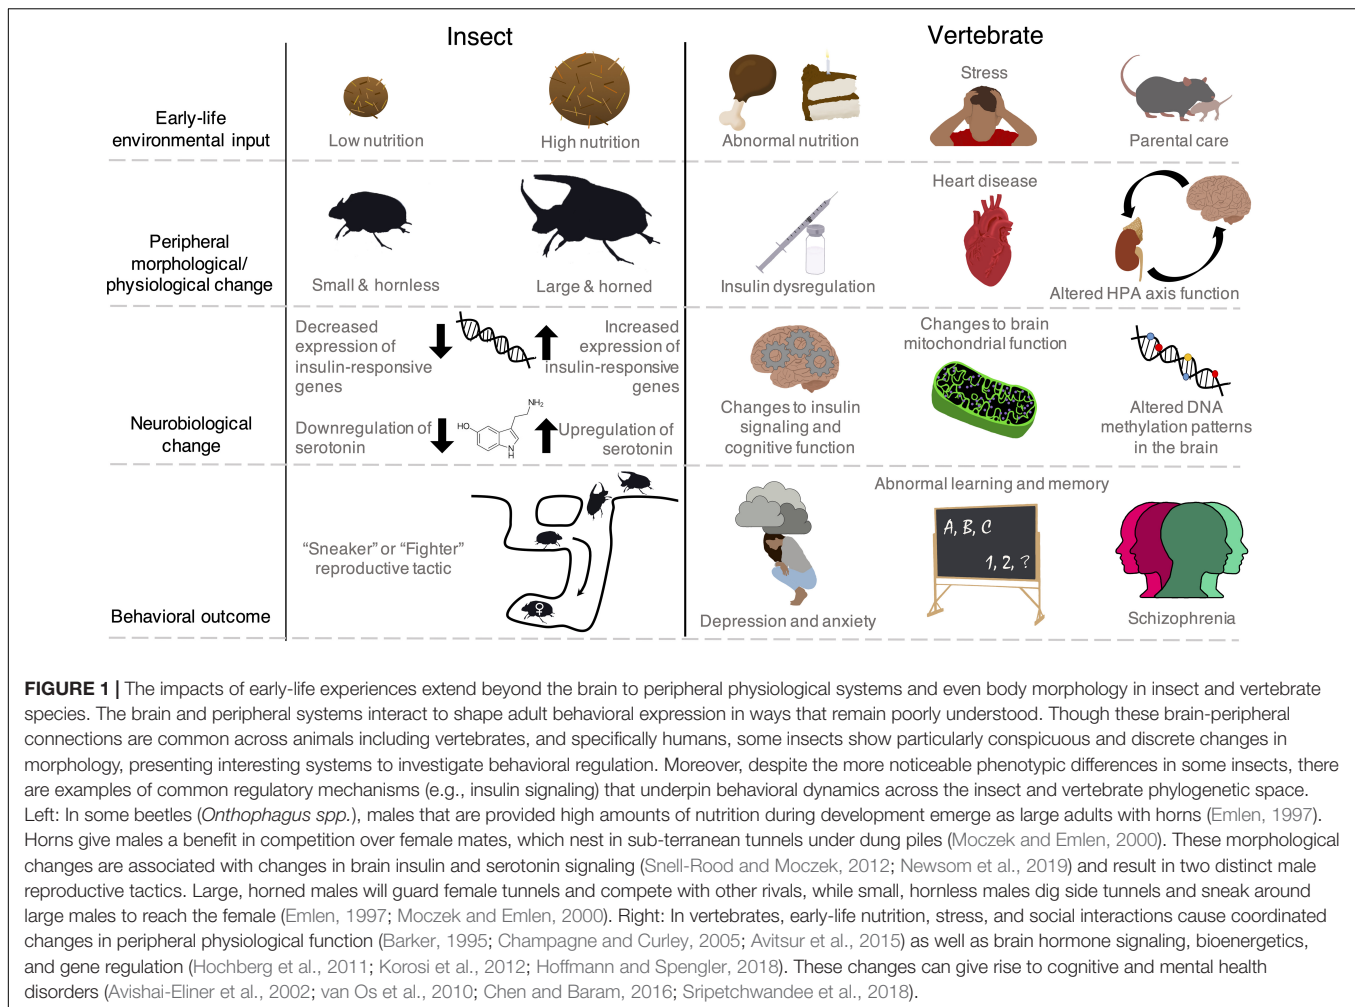 Insect
Vertebrate
Early-life
environmental input
Low nutrition
High nutrition
Abnormal nutrition
Stress
Parental care
Peripheral
morphological/
physiological change
Small & hornless
Large & horned
Insulin dysregulation
Heart disease
Altered HPA axis function
Neurobiological
change
Decreased
expression of
insulin-responsive
genes
Increased
expression of
insulin-responsive
genes
Downregulation of
serotonin
HO
NH2
N
H
Upregulation of
serotonin
Changes to insulin
signaling and
cognitive function
Changes to brain
mitochondrial function
Altered DNA
methylation patterns
in the brain
Behavioral outcome
“Sneaker” or “Fighter”
reproductive tactic
♀
Depression and anxiety
Abnormal learning and memory
A, B, C
1, 2, ?
Schizophrenia
FIGURE 1 | The impacts of early-life experiences extend beyond the brain to peripheral physiological systems and even body morphology in insect and vertebrate
species. The brain and peripheral systems interact to shape adult behavioral expression in ways that remain poorly understood. Though these brain-peripheral
connections are common across animals including vertebrates, and specifically humans, some insects show particularly conspicuous and discrete changes in
morphology, presenting interesting systems to investigate behavioral regulation. Moreover, despite the more noticeable phenotypic differences in some insects, there
are examples of common regulatory mechanisms (e.g., insulin signaling) that underpin behavioral dynamics across the insect and vertebrate phylogenetic space.
Left: In some beetles (Onthophagus spp.), males that are provided high amounts of nutrition during development emerge as large adults with horns (Emlen, 1997).
Horns give males a benefit in competition over female mates, which nest in sub-terranean tunnels under dung piles (Moczek and Emlen, 2000). These morphological
changes are associated with changes in brain insulin and serotonin signaling (Snell-Rood and Moczek, 2012; Newsom et al., 2019) and result in two distinct male
reproductive tactics. Large, horned males will guard female tunnels and compete with other rivals, while small, hornless males dig side tunnels and sneak around
large males to reach the female (Emlen, 1997; Moczek and Emlen, 2000). Right: In vertebrates, early-life nutrition, stress, and social interactions cause coordinated
changes in peripheral physiological function (Barker, 1995; Champagne and Curley, 2005; Avitsur et al., 2015) as well as brain hormone signaling, bioenergetics,
and gene regulation (Hochberg et al., 2011; Korosi et al., 2012; Hoffmann and Spengler, 2018). These changes can give rise to cognitive and mental health
disorders (Avishai-Eliner et al., 2002; van Os et al., 2010; Chen and Baram, 2016; Sripetchwandee et al., 2018).